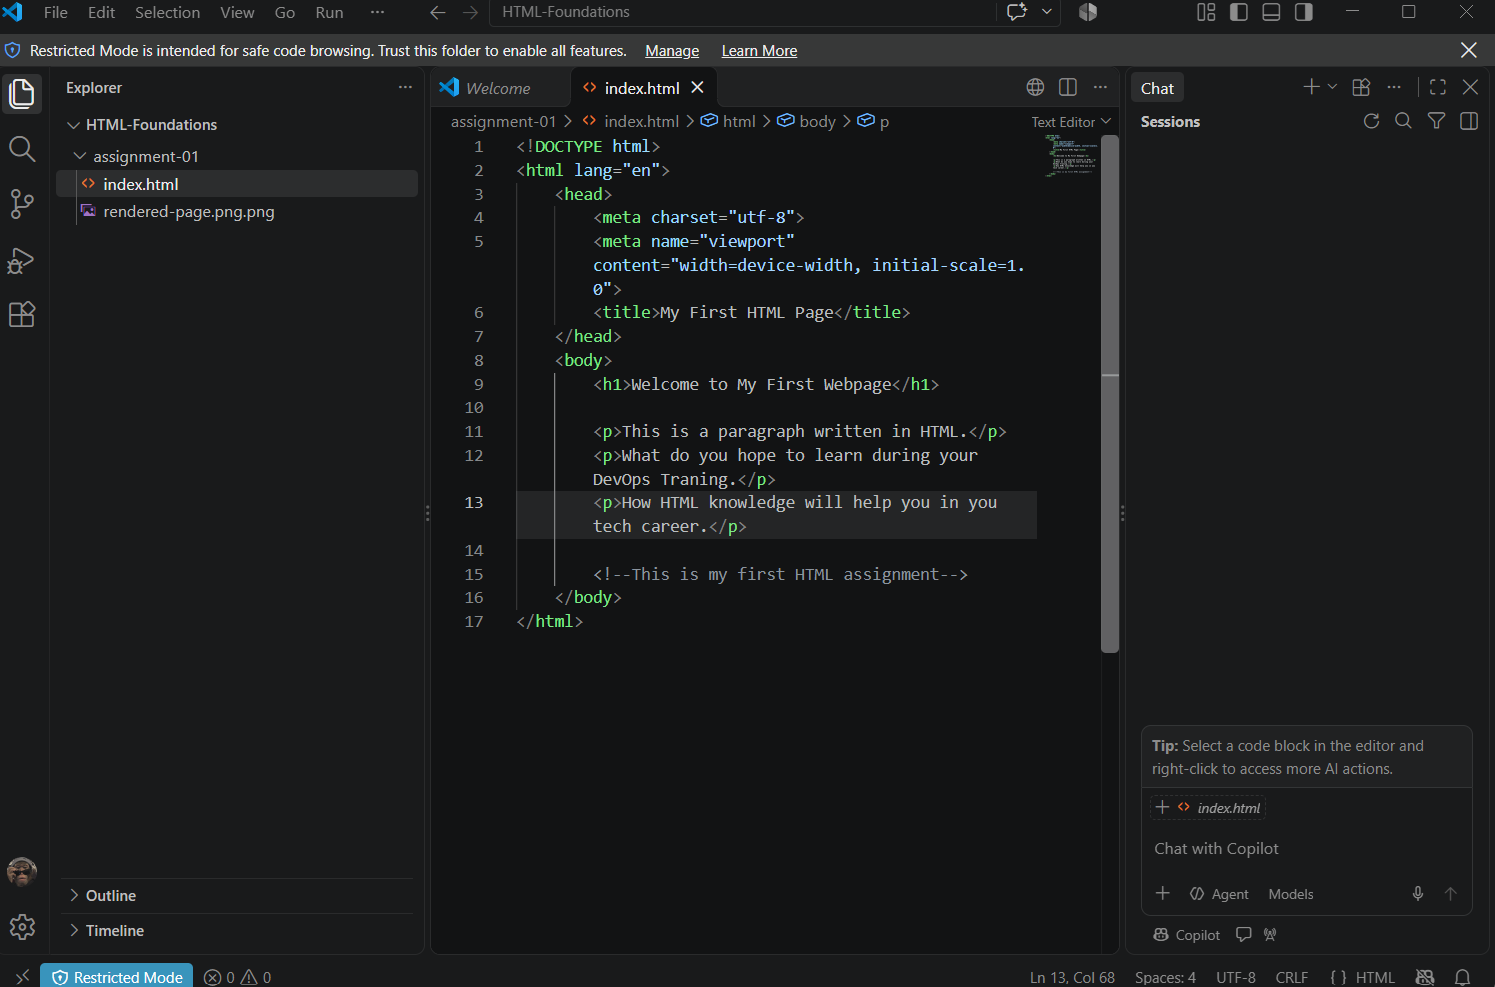 File Edit Selection View Go Run ··· HTML-Foundations
Restricted Mode is intended for safe code browsing. Trust this folder to enable all features. Manage Learn More
Explorer
HTML-Foundations
assignment-01
index.html
rendered-page.png.png
Outline
Timeline
Welcome index.html
assignment-01 > index.html > html > body > p
Text Editor
1 <!DOCTYPE html>
2 <html lang="en">
3 <head>
4 <meta charset="utf-8">
5 <meta name="viewport"
content="width=device-width, initial-scale=1.
0">
6 <title>My First HTML Page</title>
7 </head>
8 <body>
9 <h1>Welcome to My First Webpage</h1>
10
11 <p>This is a paragraph written in HTML.</p>
12 <p>What do you hope to learn during your
DevOps Traning.</p>
13 <p>How HTML knowledge will help you in you
tech career.</p>
14
15 <!--This is my first HTML assignment-->
16 </body>
17 </html>
Chat
Sessions
Tip: Select a code block in the editor and
right-click to access more AI actions.
index.html
Chat with Copilot
Agent Models
Copilot
Restricted Mode 0 0 Ln 13, Col 68 Spaces: 4 UTF-8 CRLF { } HTML